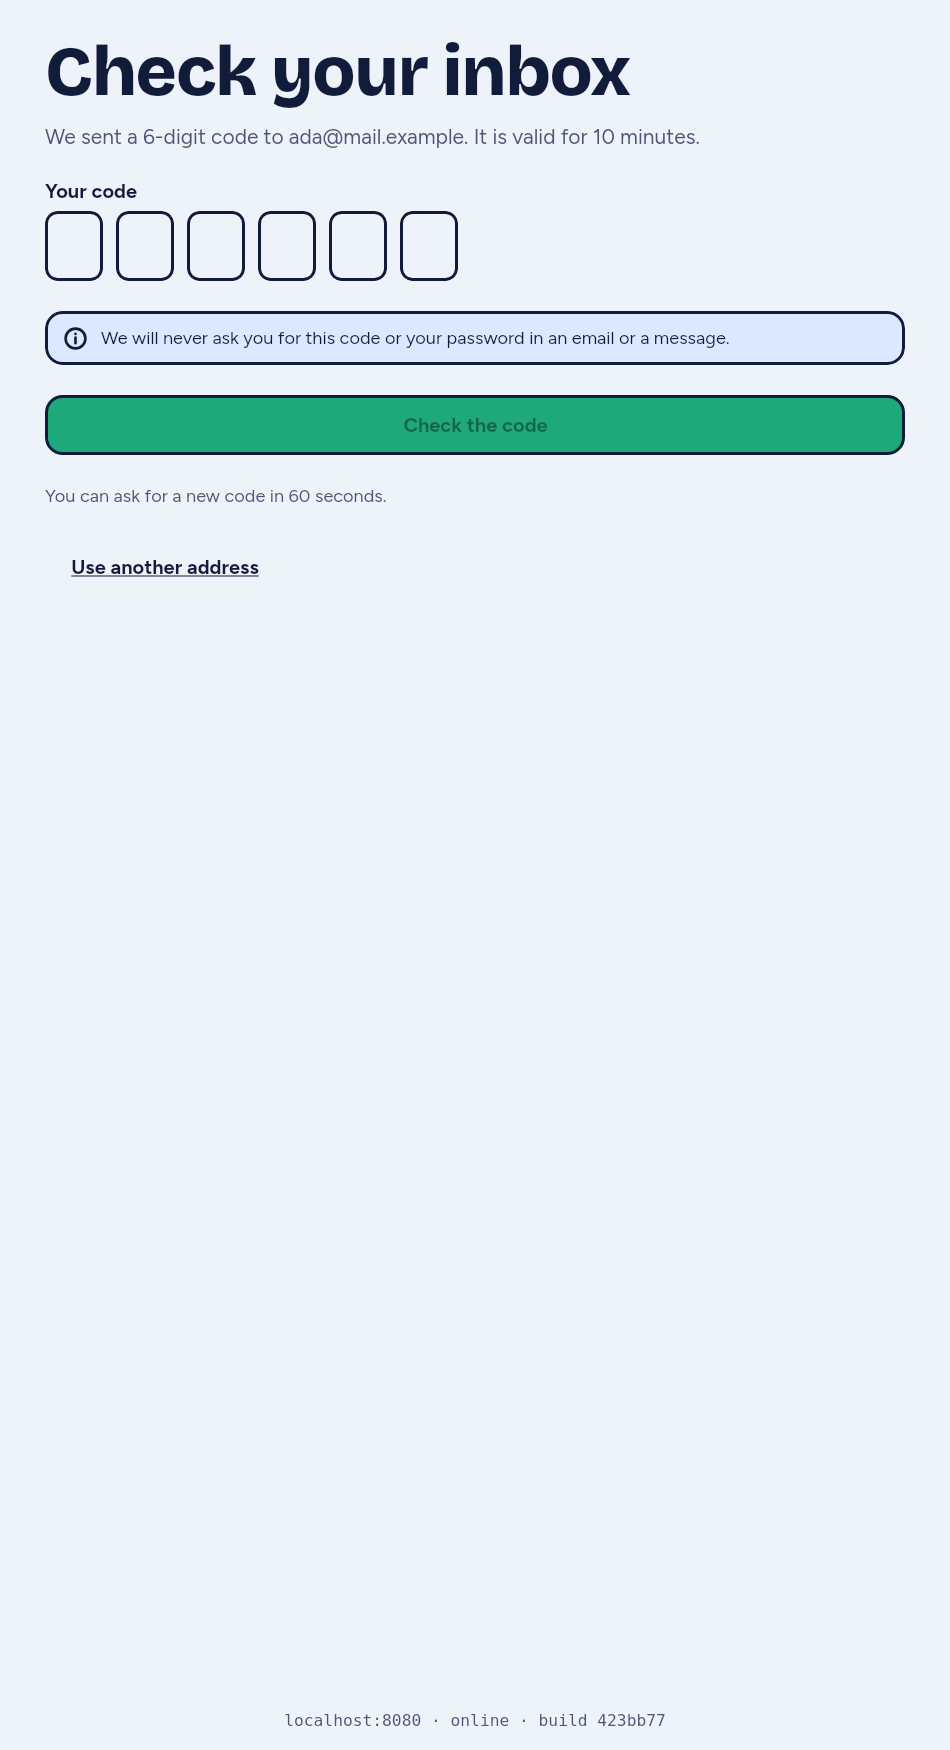 Check your inbox
We sent a 6-digit code to ada@mail.example. It is valid for 10 minutes.
Your code
We will never ask you for this code or your password in an email or a message.
Check the code
You can ask for a new code in 60 seconds.
Use another address
localhost:8080 · online · build 423bb77